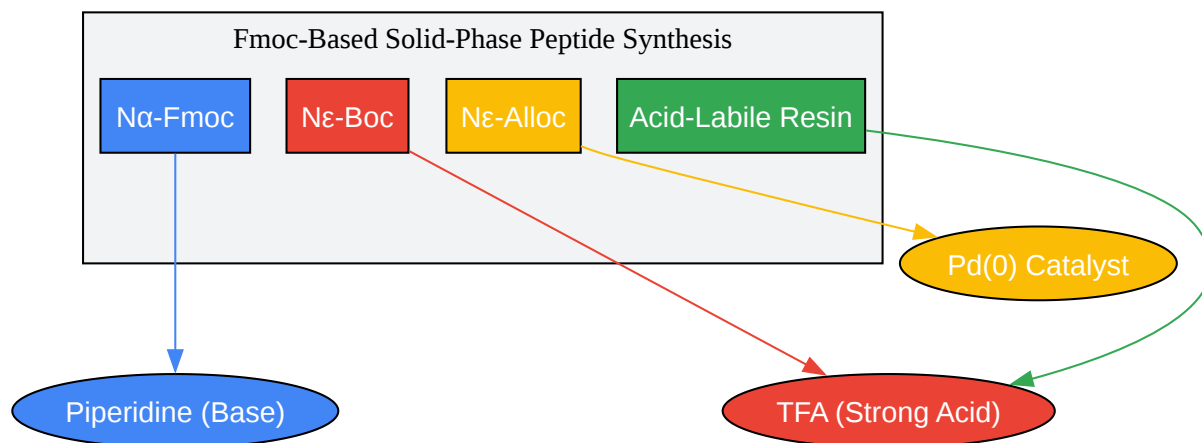 Fmoc-Based Solid-Phase Peptide Synthesis
Nα-Fmoc
Nε-Boc
Nε-Alloc
Acid-Labile Resin
Pd(0) Catalyst
Piperidine (Base)
TFA (Strong Acid)